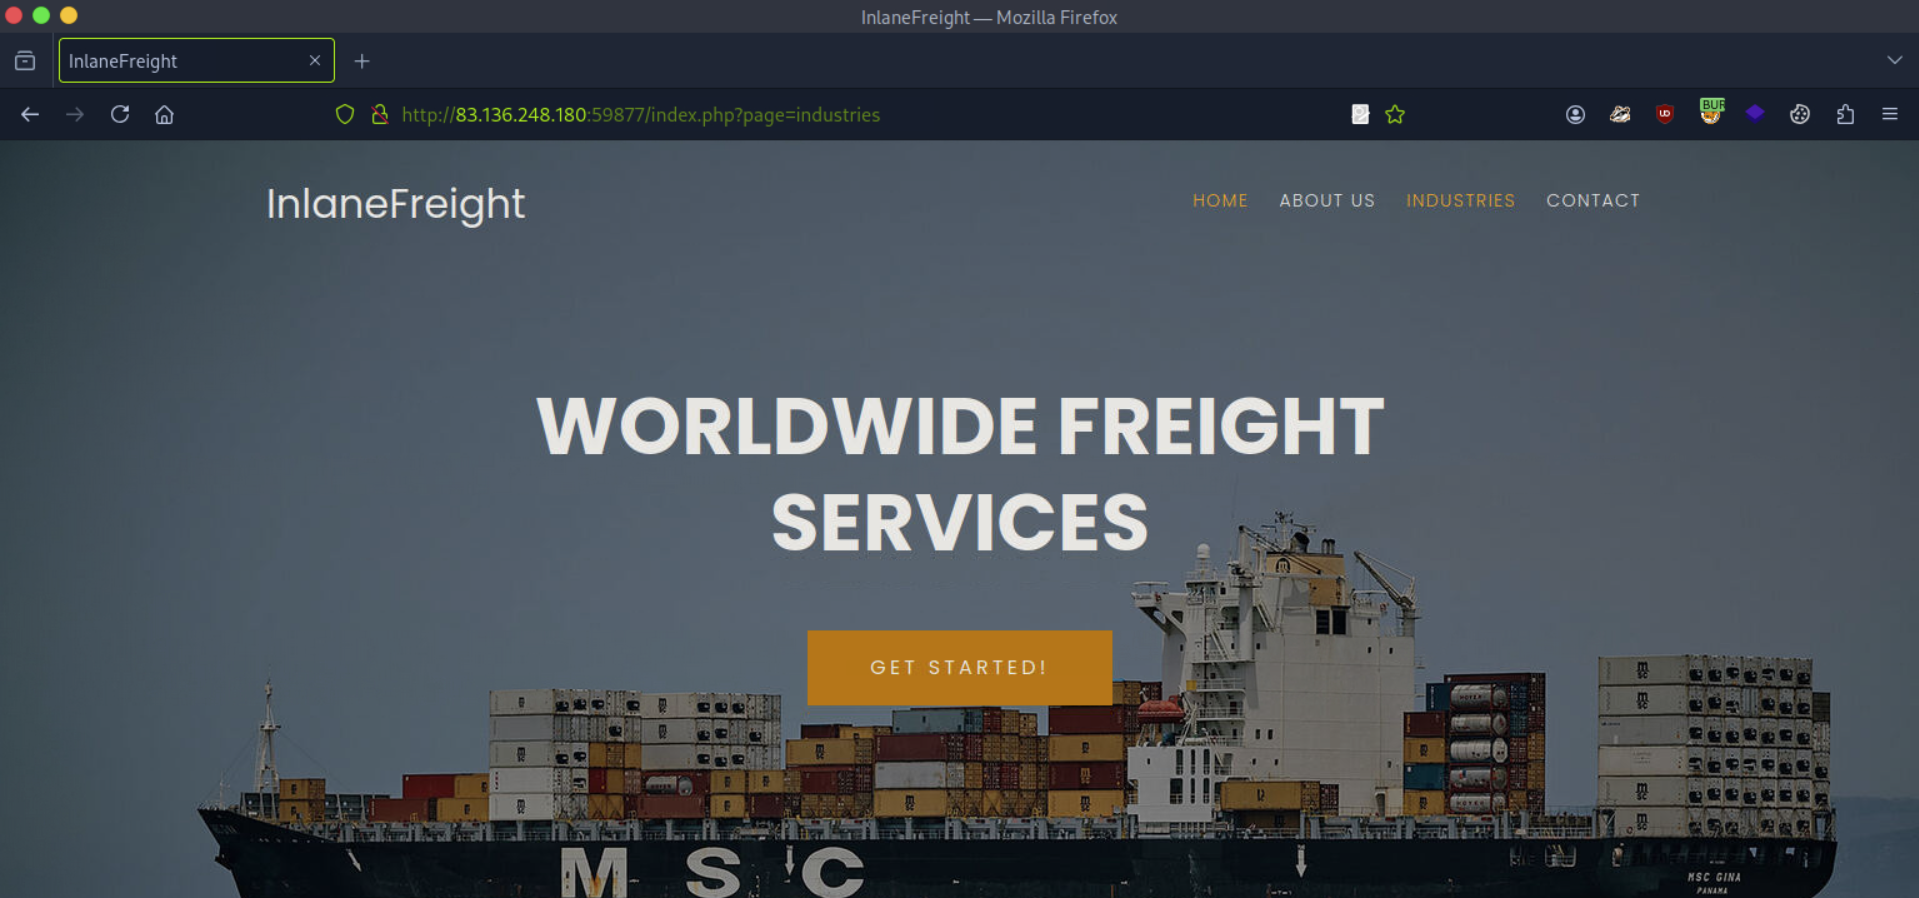 InlaneFreight — Mozilla Firefox
InlaneFreight
http://83.136.248.180:59877/index.php?page=industries
InlaneFreight
HOME ABOUT US INDUSTRIES CONTACT
WORLDWIDE FREIGHT
SERVICES
GET STARTED!
MSC
MSC GINA
PANAMA